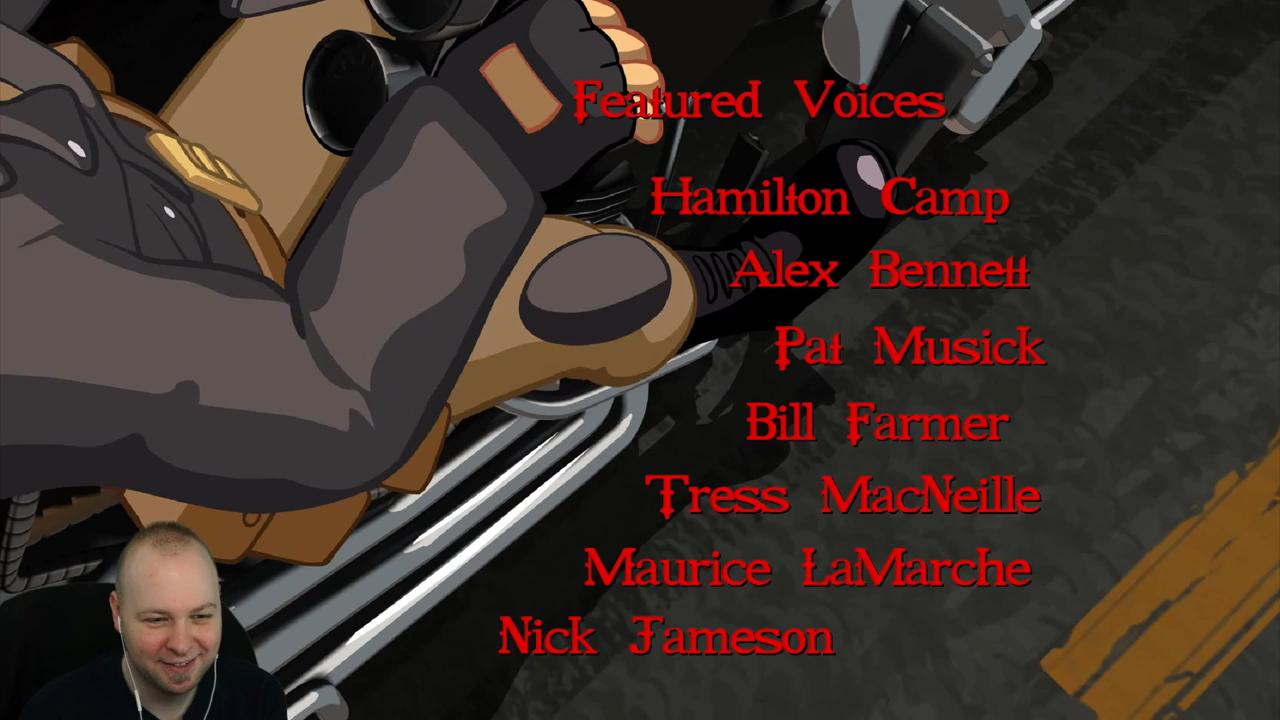 Featured Voices
Hamilton Camp
Alex Bennett
Pat Musick
Bill Farmer
Tress MacNeille
Maurice LaMarche
Nick Jameson